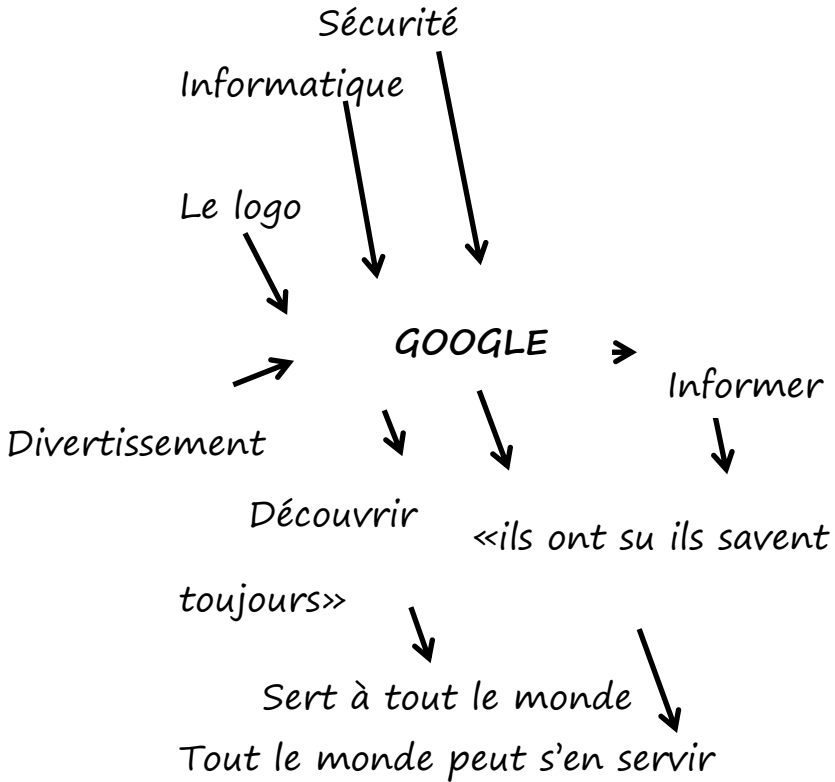 Sécurité
Informatique
Le logo
GOOGLE
Informer
Divertissement
Découvrir
«ils ont su ils savent
toujours»
Sert à tout le monde
Tout le monde peut s'en servir